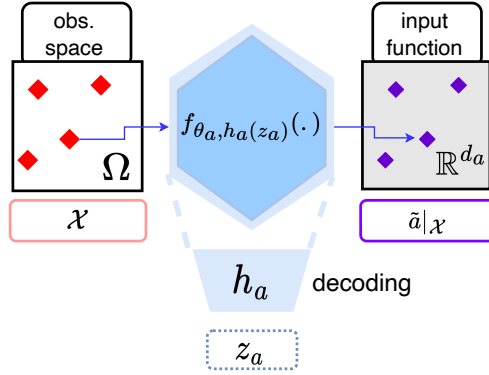 obs.
space
input
function
f_{θ_a,h_a(z_a)}(.)
Ω
ℝ^{d_a}
𝒳
ã|_𝒳
h_a
decoding
z_a